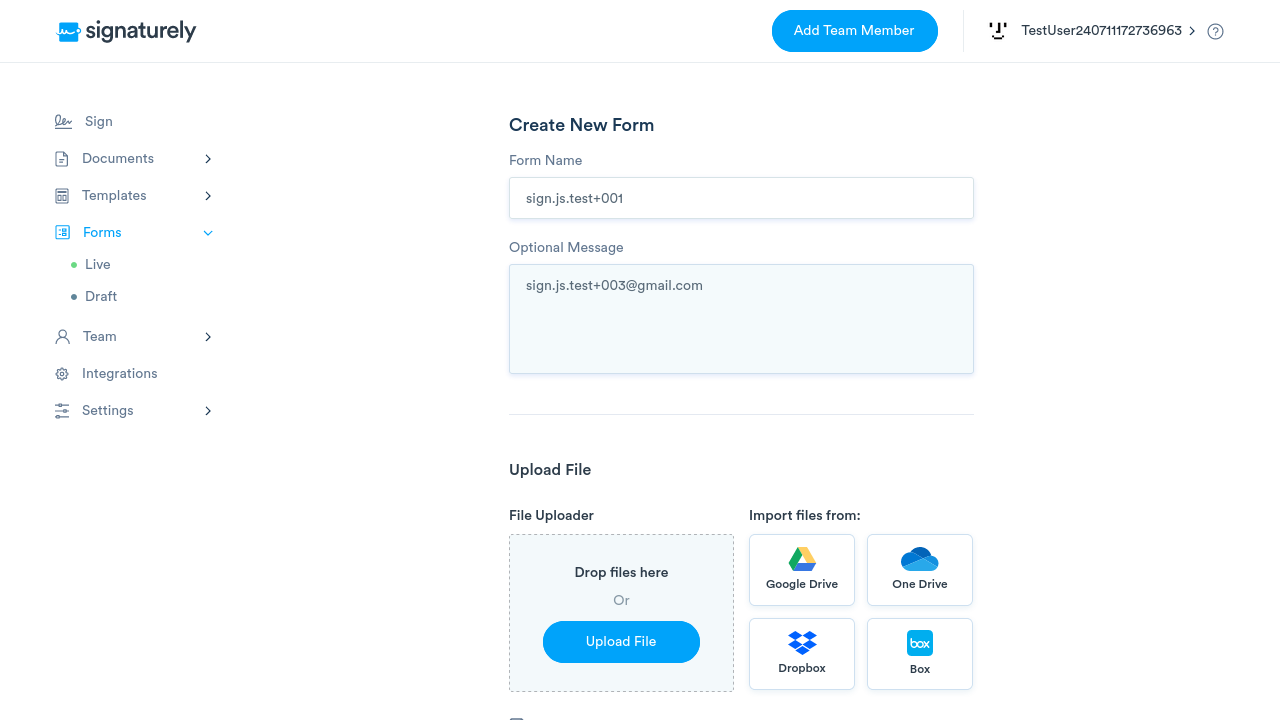 signaturely
Add Team Member
TestUser240711172736963
Sign
Documents
Templates
Forms
Live
Draft
Team
Integrations
Settings
Create New Form
Form Name
sign.js.test+001
Optional Message
sign.js.test+003@gmail.com
Upload File
File Uploader
Drop files here
Or
Upload File
Import files from:
Google Drive
One Drive
Dropbox
box
Box